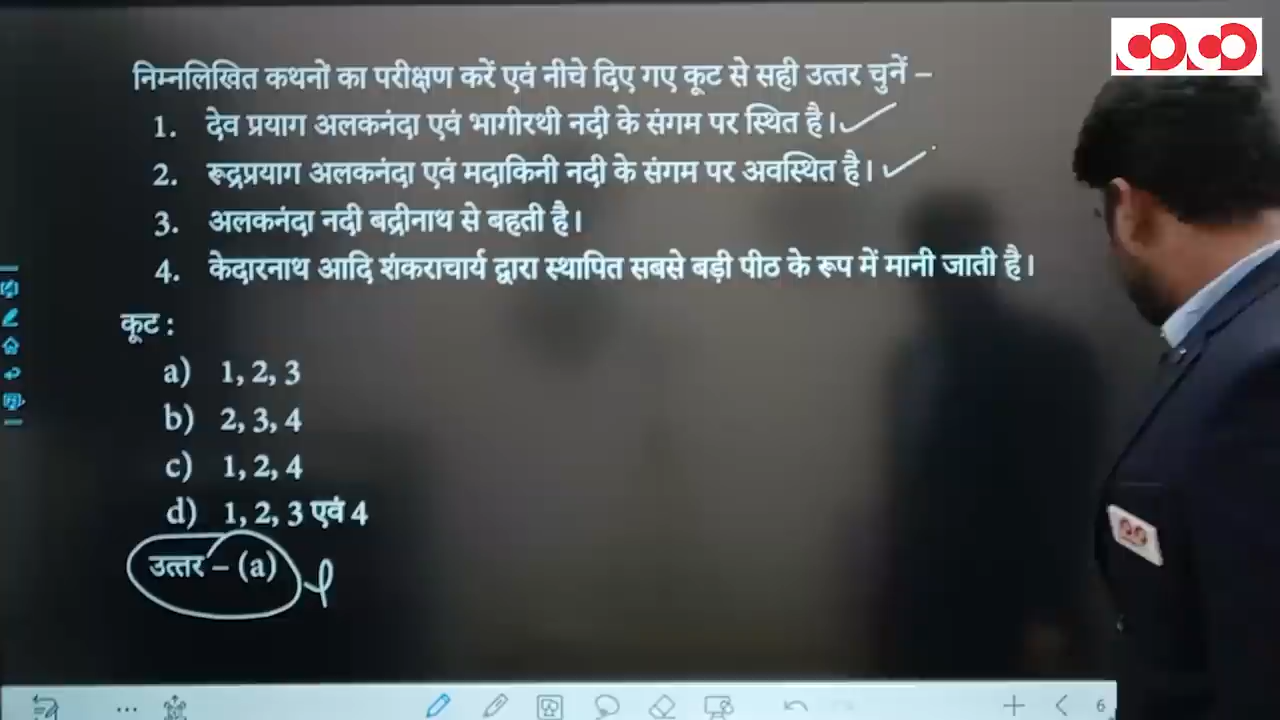 निम्नलिखित कथनों का परीक्षण करें एवं नीचे दिए गए कूट से सही उत्तर चुनें –
1. देव प्रयाग अलकनंदा एवं भागीरथी नदी के संगम पर स्थित है।
2. रूद्रप्रयाग अलकनंदा एवं मदाकिनी नदी के संगम पर अवस्थित है।
3. अलकनंदा नदी बद्रीनाथ से बहती है।
4. केदारनाथ आदि शंकराचार्य द्वारा स्थापित सबसे बड़ी पीठ के रूप में मानी जाती है।
कूट :
a) 1, 2, 3
b) 2, 3, 4
c) 1, 2, 4
d) 1, 2, 3 एवं 4
उत्तर – (a)
6